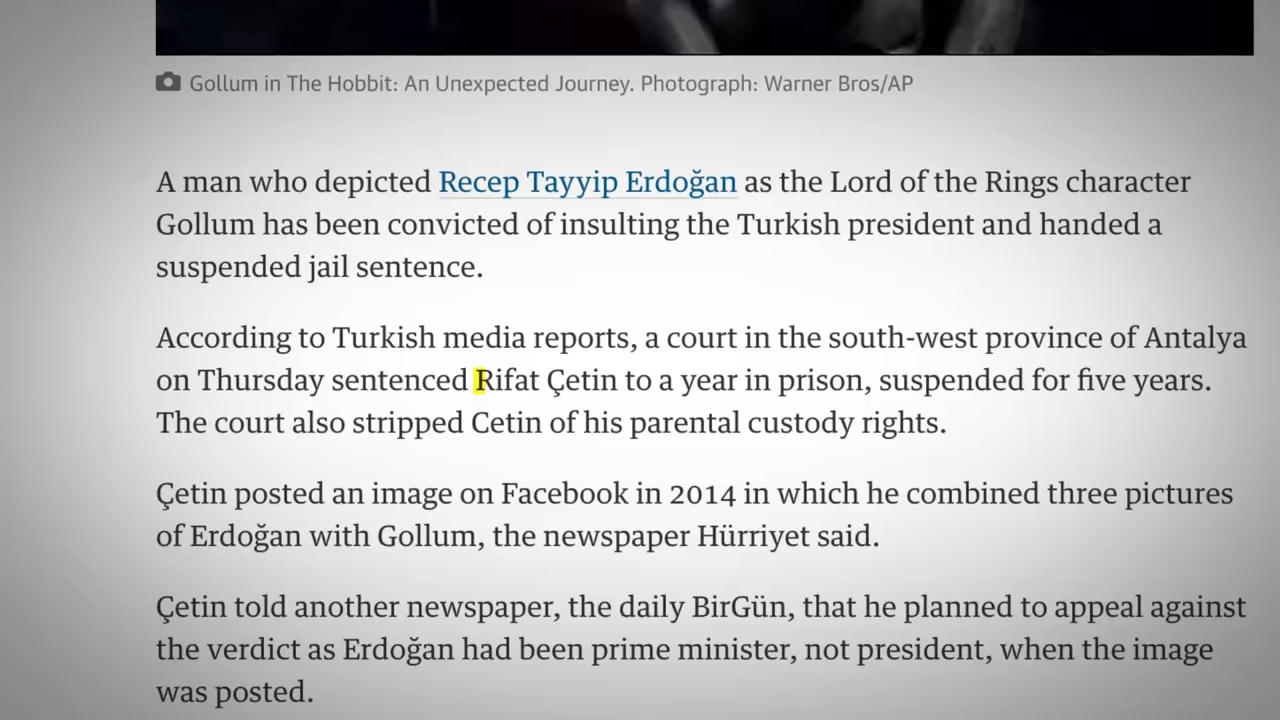 Gollum in The Hobbit: An Unexpected Journey. Photograph: Warner Bros/AP
A man who depicted Recep Tayyip Erdoğan as the Lord of the Rings character
Gollum has been convicted of insulting the Turkish president and handed a
suspended jail sentence.
According to Turkish media reports, a court in the south-west province of Antalya
on Thursday sentenced Rifat Çetin to a year in prison, suspended for five years.
The court also stripped Cetin of his parental custody rights.
Çetin posted an image on Facebook in 2014 in which he combined three pictures
of Erdoğan with Gollum, the newspaper Hürriyet said.
Çetin told another newspaper, the daily BirGün, that he planned to appeal against
the verdict as Erdoğan had been prime minister, not president, when the image
was posted.